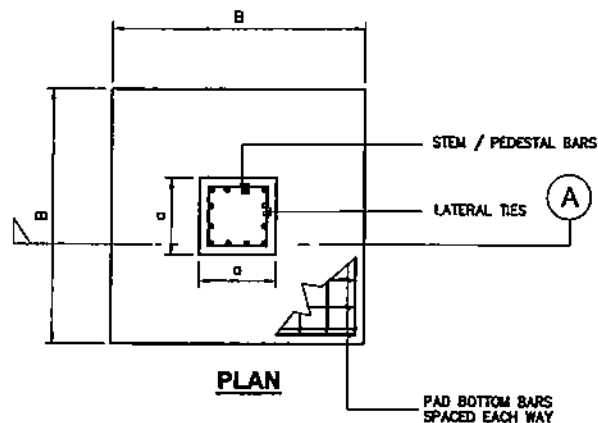 B
STEM / PEDESTAL BARS
B
a
A
LATERAL TIES
a
PLAN
PAD BOTTOM BARS
SPACED EACH WAY